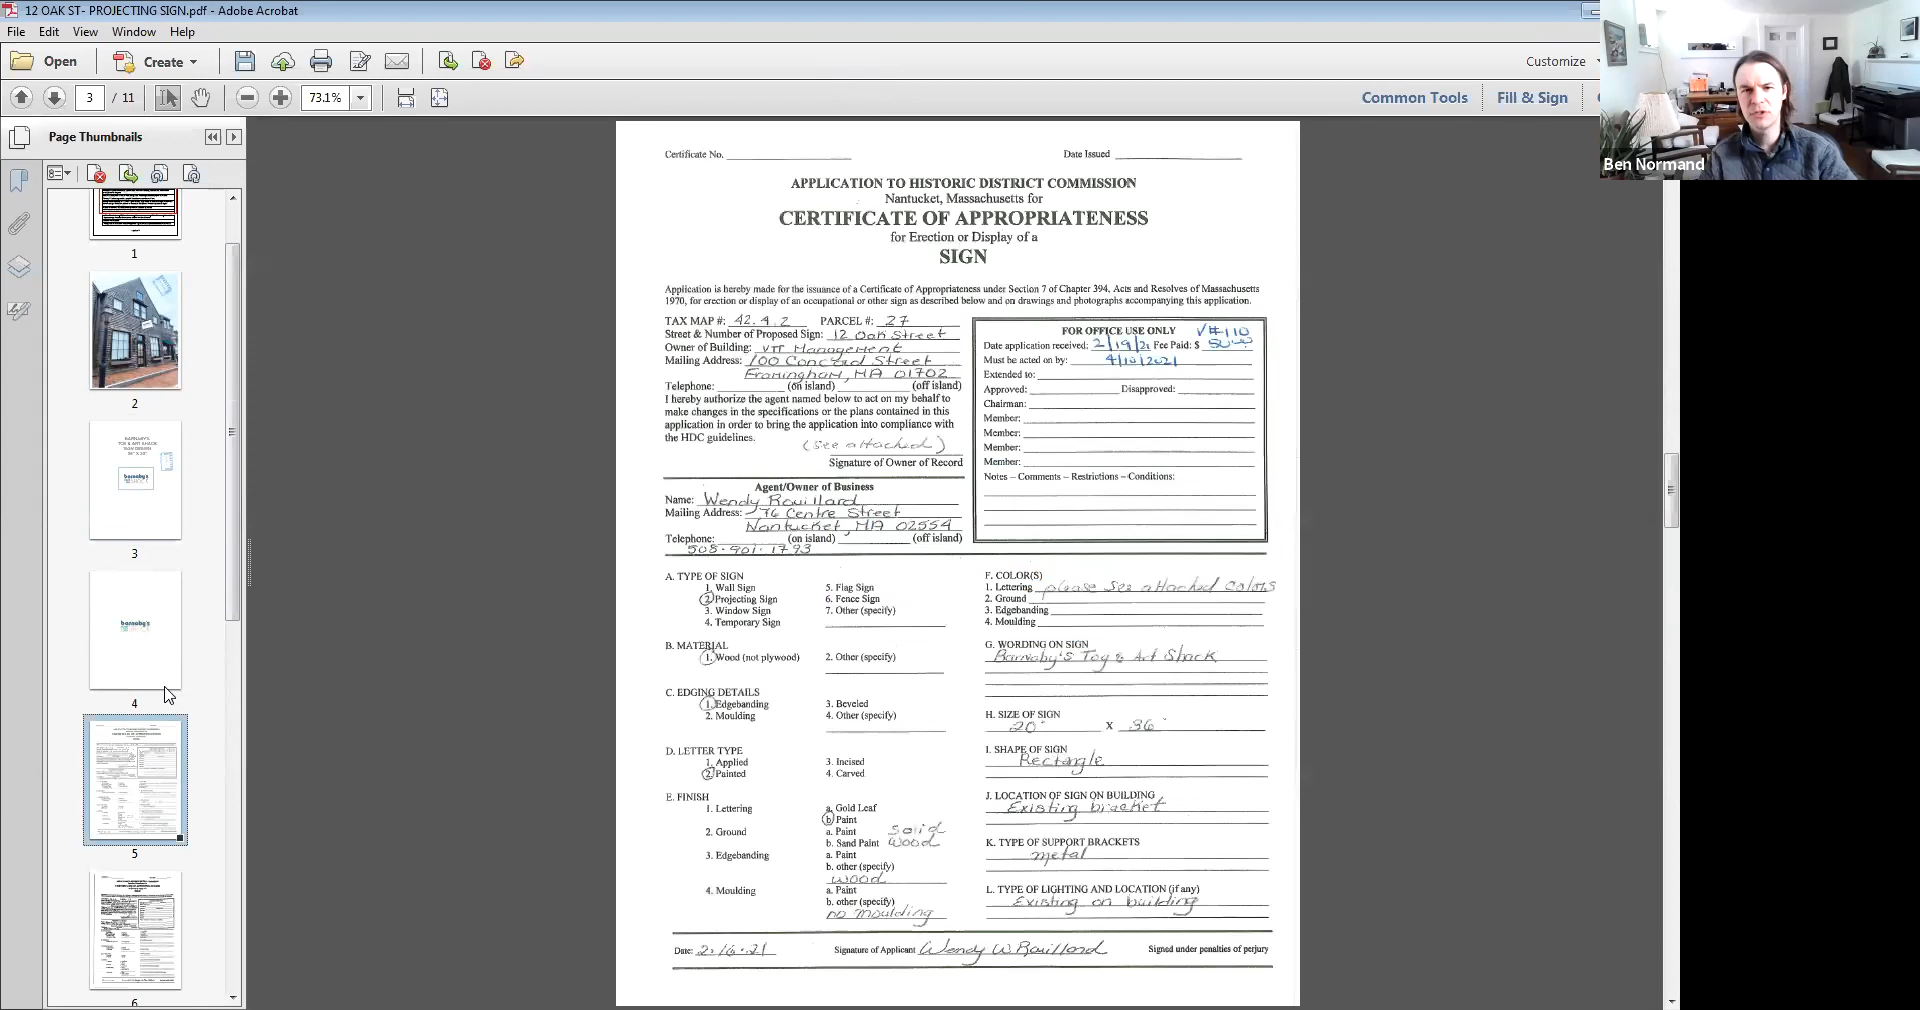 12 OAK ST- PROJECTING SIGN.pdf - Adobe Acrobat
File Edit View Window Help
Open Create Customize
3 / 11 73.1% Common Tools Fill & Sign
Ben Normand
Page Thumbnails
1
2
BARNABY'S
TOY & ART SHACK
36" X 20"
barnaby's
3
barnaby's
4
5
6
Certificate No. Date Issued
APPLICATION TO HISTORIC DISTRICT COMMISSION
Nantucket, Massachusetts for
CERTIFICATE OF APPROPRIATENESS
for Erection or Display of a
SIGN
Application is hereby made for the issuance of a Certificate of Appropriateness under Section 7 of Chapter 394, Acts and Resolves of Massachusetts
1970, for erection or display of an occupational or other sign as described below and on drawings and photographs accompanying this application.
TAX MAP #: 42.4.2 PARCEL #: 27
Street & Number of Proposed Sign: 12 Oak Street
Owner of Building: VTT Management
Mailing Address: 100 Concord Street
Framingham, MA 01702
Telephone: (on island) (off island)
I hereby authorize the agent named below to act on my behalf to
make changes in the specifications or the plans contained in this
application in order to bring the application into compliance with
the HDC guidelines.
(see attached)
Signature of Owner of Record
FOR OFFICE USE ONLY √#110
Date application received: 2/19/21 Fee Paid: $ 50.00
Must be acted on by: 4/10/2021
Extended to:
Approved: Disapproved:
Chairman:
Member:
Member:
Member:
Member:
Notes – Comments – Restrictions – Conditions:
Agent/Owner of Business
Name: Wendy Rouillard
Mailing Address: 76 Centre Street
Nantucket, MA 02554
Telephone: (on island) (off island)
508.901.1793
A. TYPE OF SIGN
1. Wall Sign 5. Flag Sign
2. Projecting Sign 6. Fence Sign
3. Window Sign 7. Other (specify)
4. Temporary Sign
B. MATERIAL
1. Wood (not plywood) 2. Other (specify)
C. EDGING DETAILS
1. Edgebanding 3. Beveled
2. Moulding 4. Other (specify)
D. LETTER TYPE
1. Applied 3. Incised
2. Painted 4. Carved
E. FINISH
1. Lettering a. Gold Leaf
b. Paint
2. Ground a. Paint solid
b. Sand Paint wood
3. Edgebanding a. Paint
b. other (specify)
wood
4. Moulding a. Paint
b. other (specify)
no moulding
F. COLOR(S)
1. Lettering please see attached colors
2. Ground
3. Edgebanding
4. Moulding
G. WORDING ON SIGN
Barnaby's Toy & Art Shack
H. SIZE OF SIGN
20" x 36"
I. SHAPE OF SIGN
Rectangle
J. LOCATION OF SIGN ON BUILDING
Existing bracket
K. TYPE OF SUPPORT BRACKETS
metal
L. TYPE OF LIGHTING AND LOCATION (if any)
Existing on building
Date: 2.16.21 Signature of Applicant Wendy W Rouillard Signed under penalties of perjury